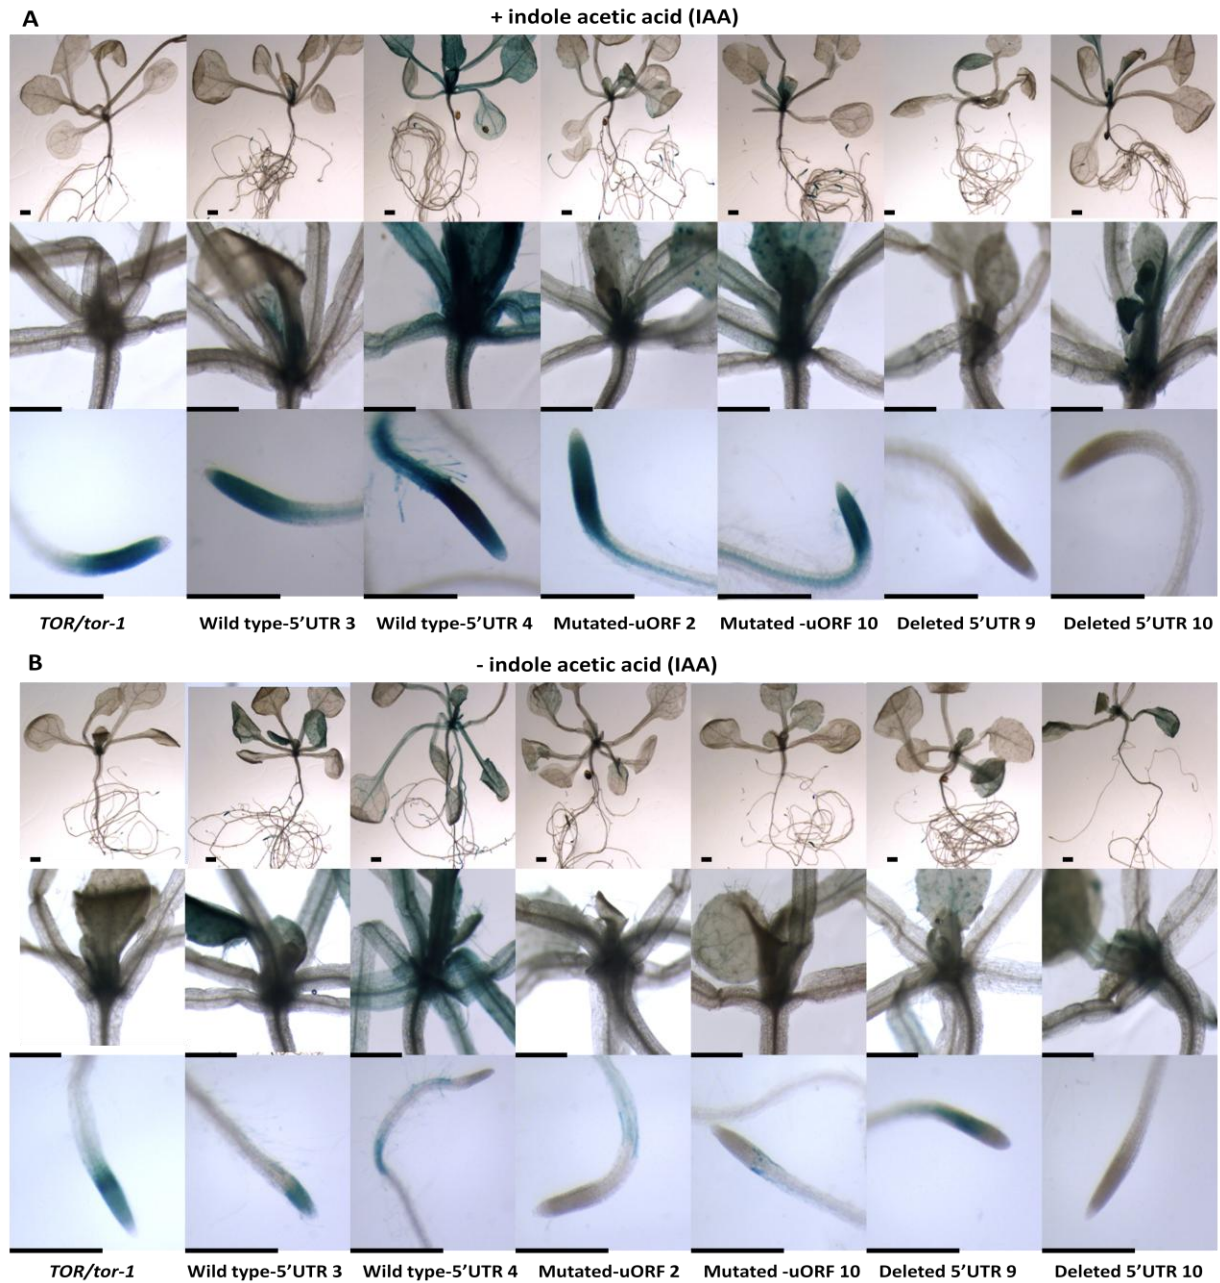 A
+ indole acetic acid (IAA)
TOR/tor-1
Wild type-5’UTR 3
Wild type-5’UTR 4
Mutated-uORF 2
Mutated -uORF 10
Deleted 5’UTR 9
Deleted 5’UTR 10
B
- indole acetic acid (IAA)
TOR/tor-1
Wild type-5’UTR 3
Wild type-5’UTR 4
Mutated-uORF 2
Mutated -uORF 10
Deleted 5’UTR 9
Deleted 5’UTR 10